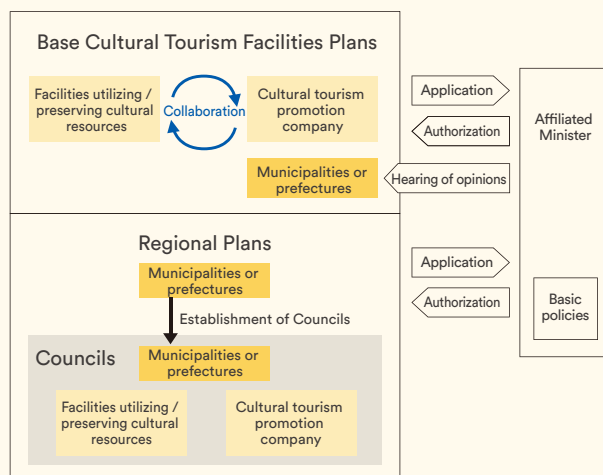 Base Cultural Tourism Facilities Plans
Facilities utilizing /
preserving cultural
resources
Collaboration
Cultural tourism
promotion
company
Municipalities or
prefectures
Application
Authorization
Hearing of opinions
Affiliated
Minister
Regional Plans
Municipalities or
prefectures
Establishment of Councils
Councils
Municipalities or
prefectures
Facilities utilizing /
preserving cultural
resources
Cultural tourism
promotion
company
Application
Authorization
Basic
policies